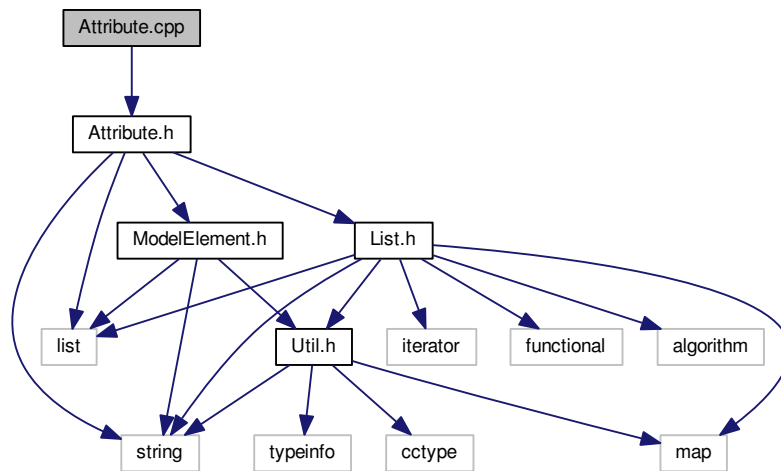 Attribute.cpp
Attribute.h
ModelElement.h
List.h
list
Util.h
iterator
functional
algorithm
string
typeinfo
cctype
map